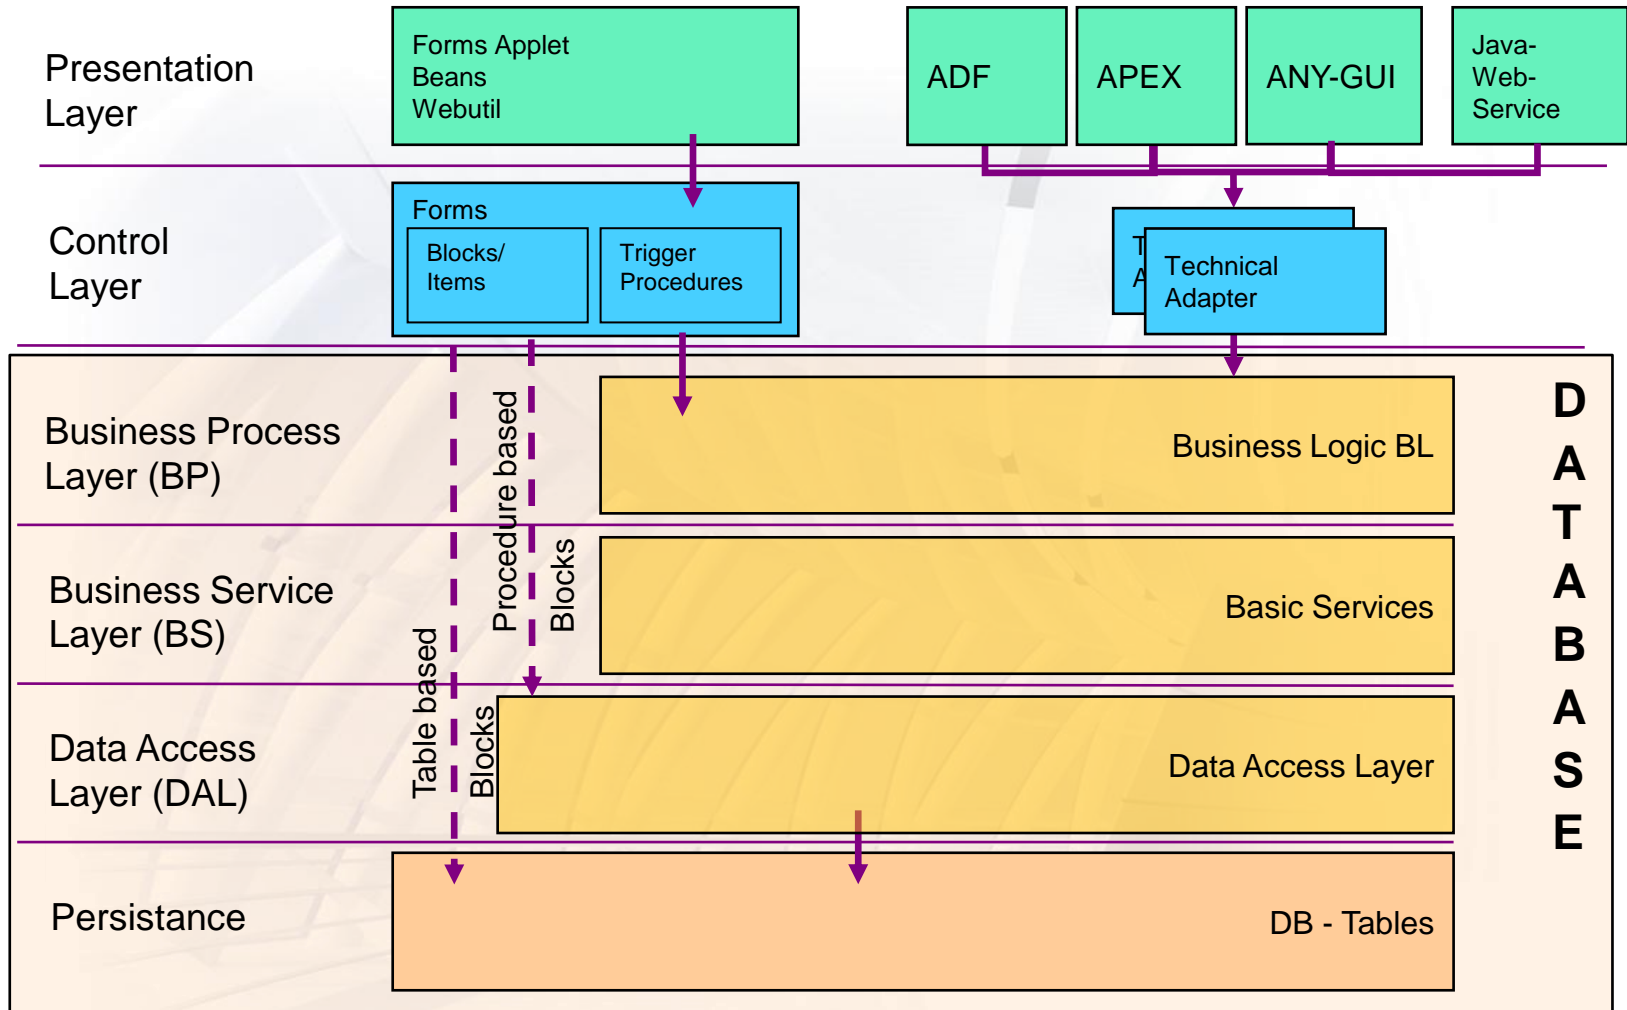 Presentation
Layer
Forms Applet
Beans
Webutil
ADF
APEX
ANY-GUI
Java-
Web-
Service
Control
Layer
Forms
Blocks/
Items
Trigger
Procedures
T
A
Technical
Adapter
Business Process
Layer (BP)
Business Logic BL
Business Service
Layer (BS)
Basic Services
Data Access
Layer (DAL)
Data Access Layer
Persistance
DB - Tables
Table based
Blocks
Procedure based
Blocks
D
A
T
A
B
A
S
E